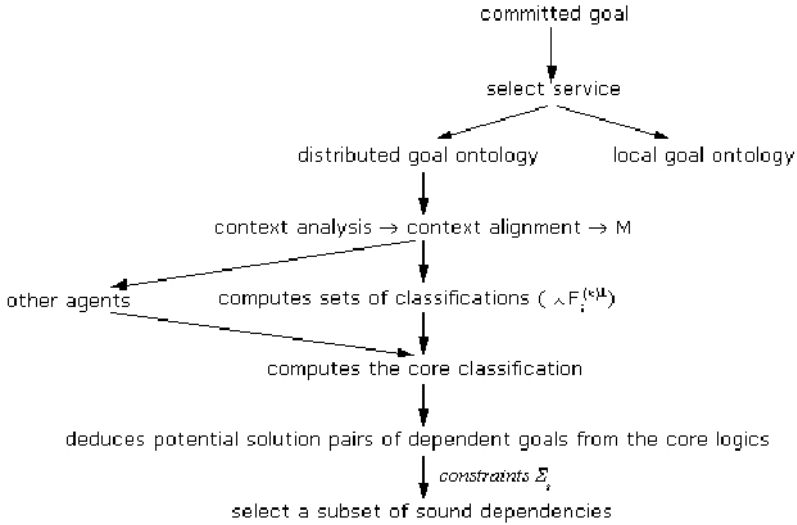 committed goal
select service
distributed goal ontology local goal ontology
context analysis → context alignment → M
other agents computes sets of classifications ( ⋏F_i^{(k)⊥})
computes the core classification
deduces potential solution pairs of dependent goals from the core logics
constraints Σ_i
select a subset of sound dependencies